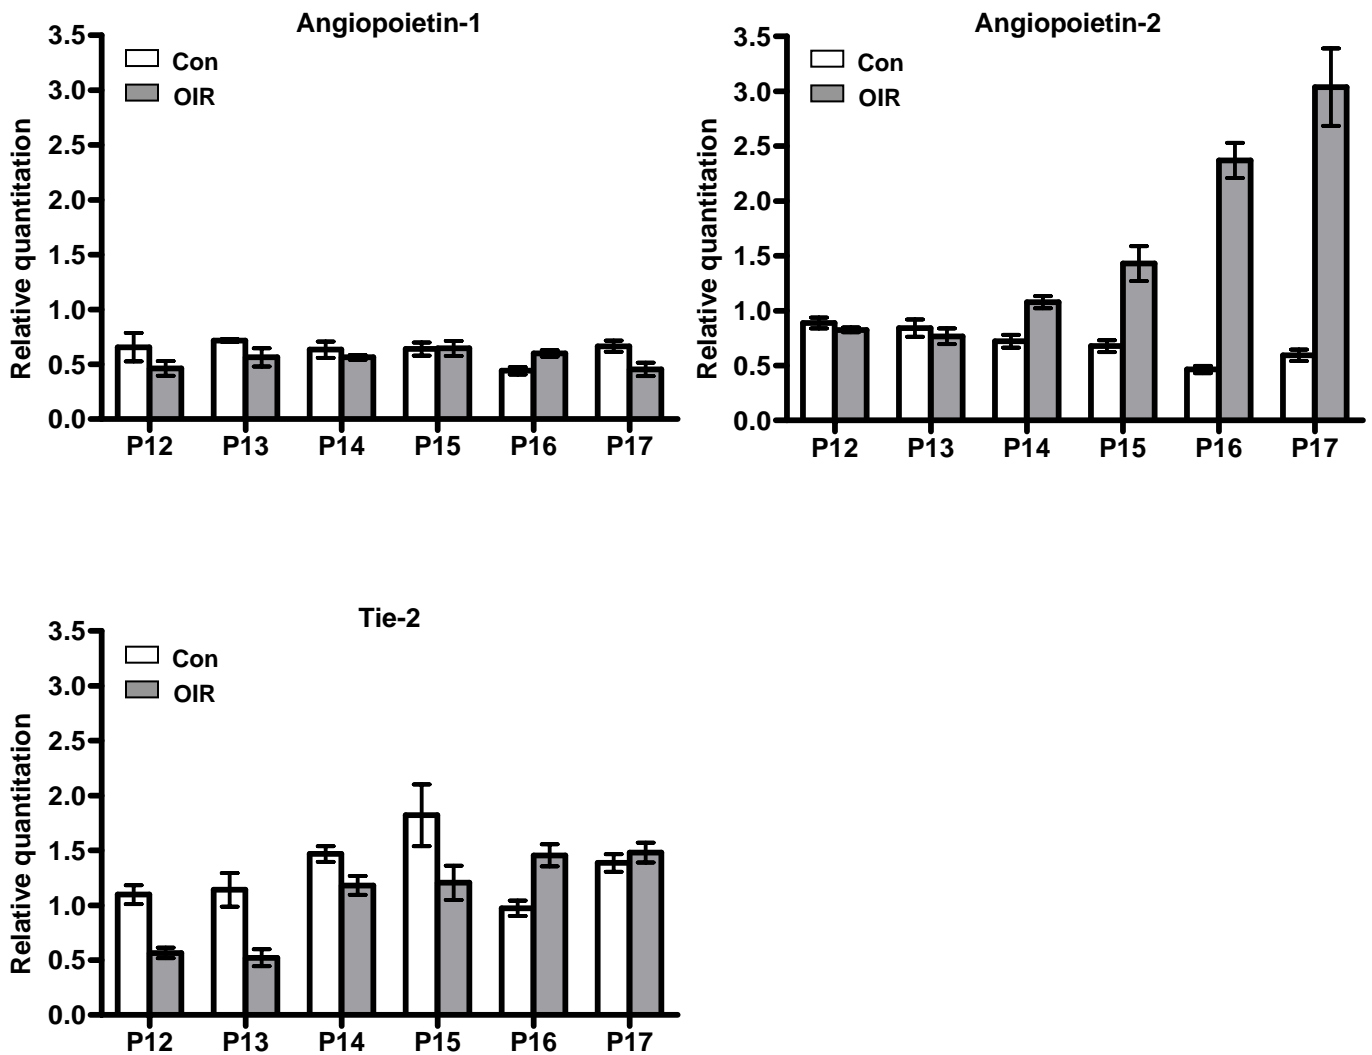 Angiopoietin-1
Con
OIR
Relative quantitation
3.5
3.0
2.5
2.0
1.5
1.0
0.5
0.0
P12 P13 P14 P15 P16 P17
Angiopoietin-2
Con
OIR
Relative quantitation
3.5
3.0
2.5
2.0
1.5
1.0
0.5
0.0
P12 P13 P14 P15 P16 P17
Tie-2
Con
OIR
Relative quantitation
3.5
3.0
2.5
2.0
1.5
1.0
0.5
0.0
P12 P13 P14 P15 P16 P17